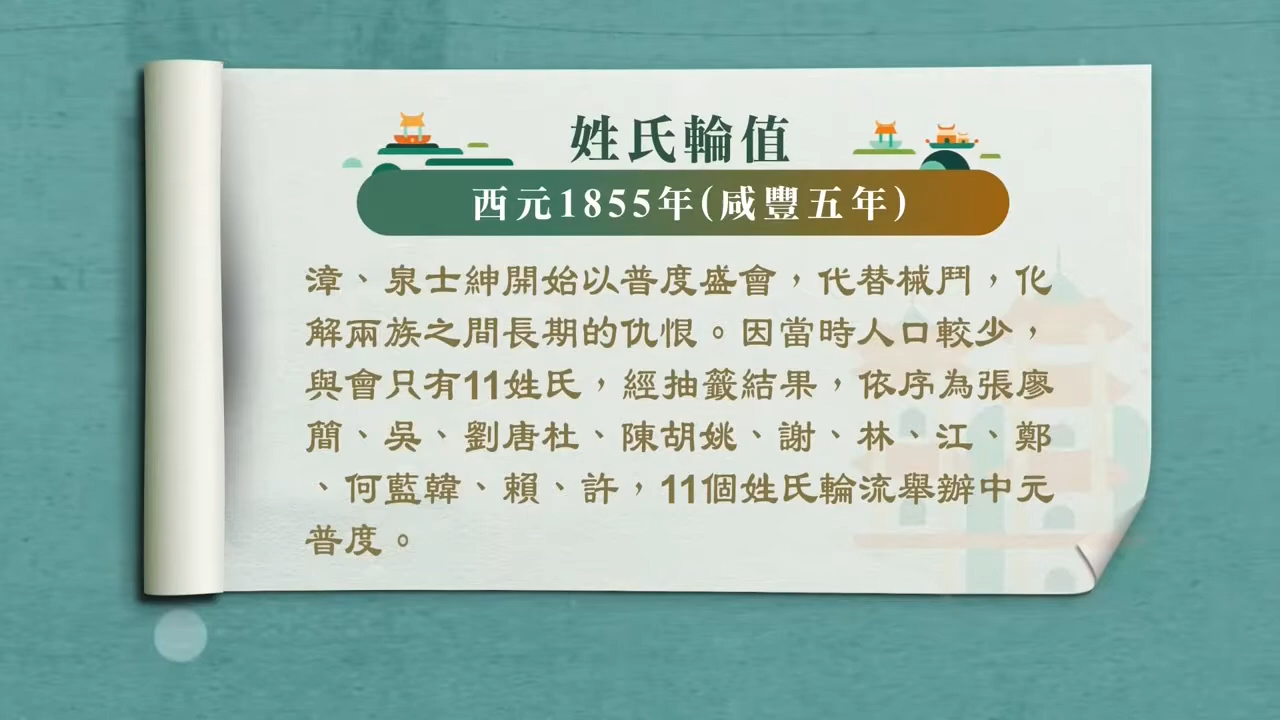 姓氏輪值
西元1855年(咸豐五年)
漳、泉士紳開始以普度盛會，代替械鬥，化
解兩族之間長期的仇恨。因當時人口較少，
與會只有11姓氏，經抽籤結果，依序為張廖
簡、吳、劉唐杜、陳胡姚、謝、林、江、鄭
、何藍韓、賴、許，11個姓氏輪流舉辦中元
普度。